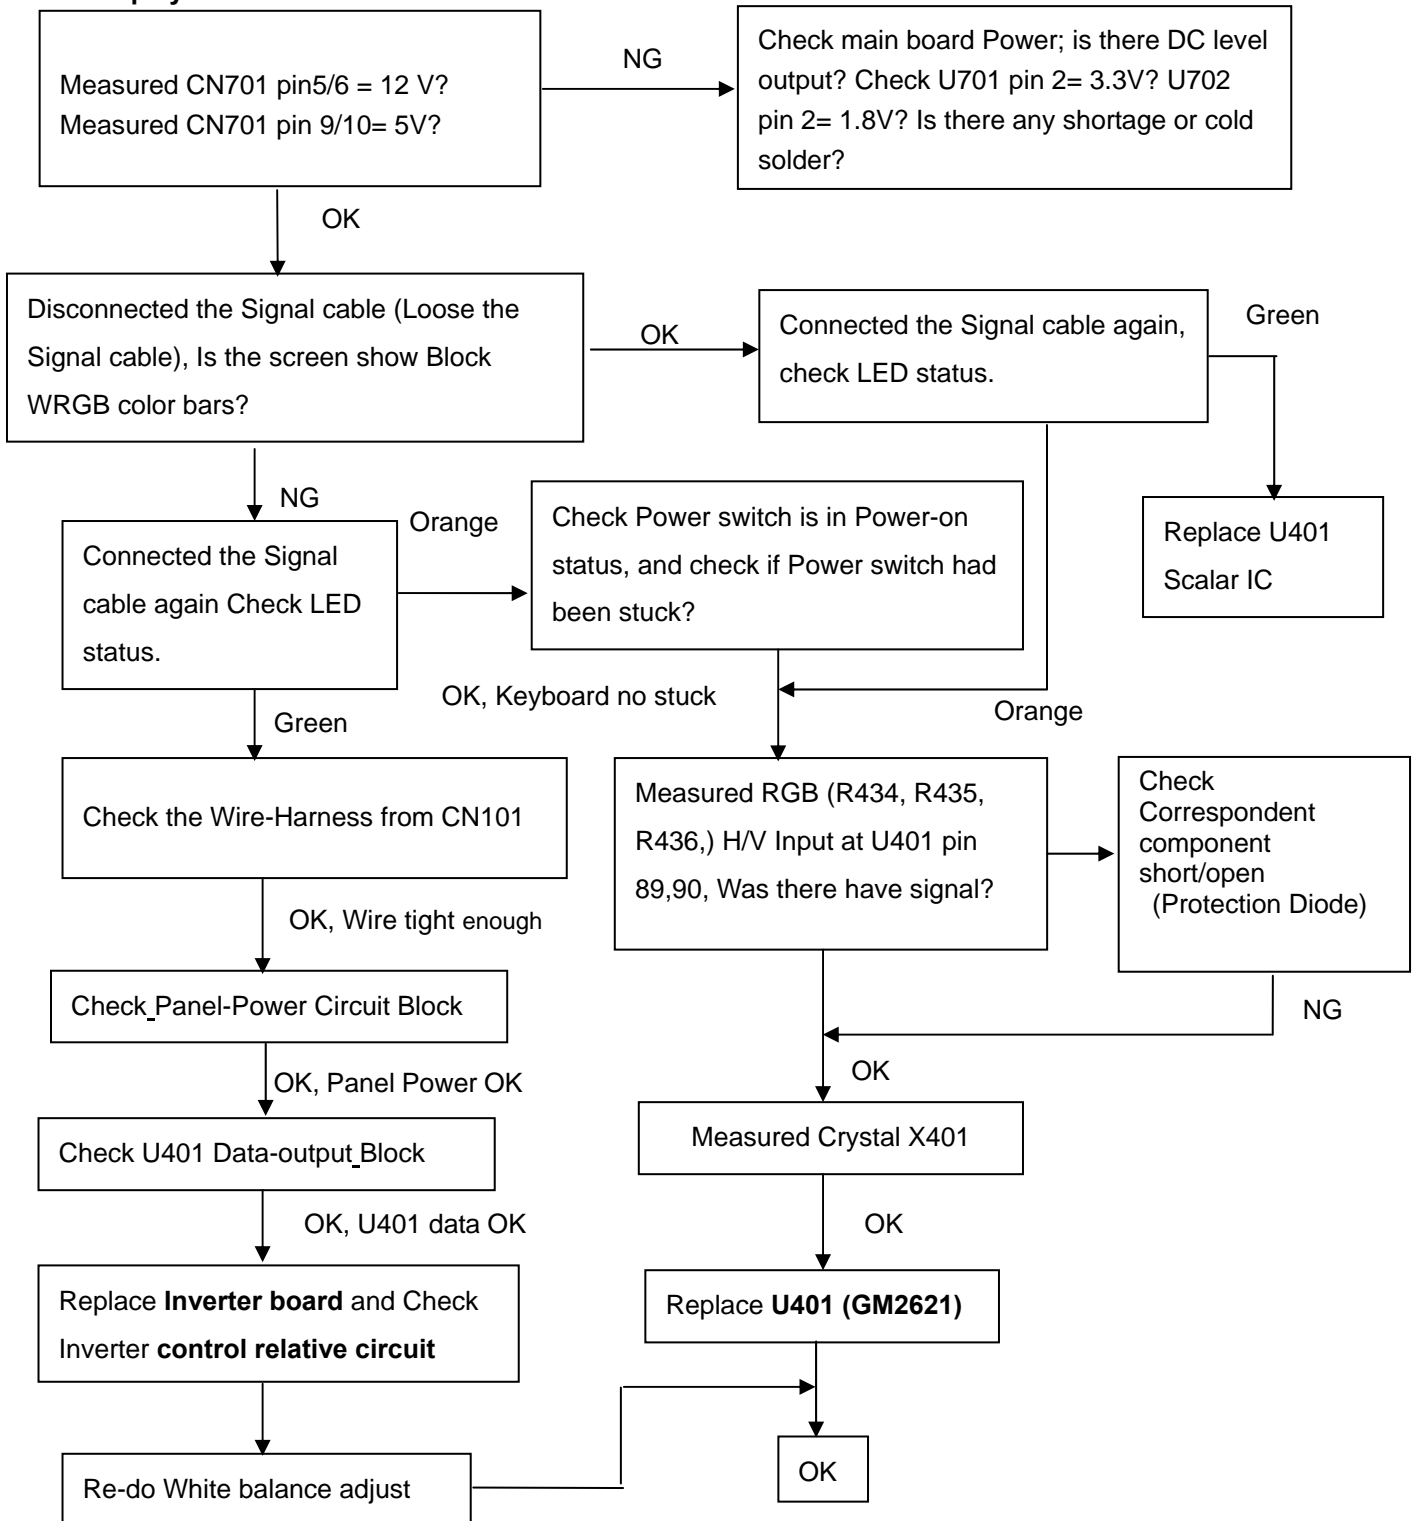 Measured CN701 pin5/6 = 12 V?
Measured CN701 pin 9/10= 5V?
NG
Check main board Power; is there DC level
output? Check U701 pin 2= 3.3V? U702
pin 2= 1.8V? Is there any shortage or cold
solder?
OK
Disconnected the Signal cable (Loose the
Signal cable), Is the screen show Block
WRGB color bars?
OK
Connected the Signal cable again,
check LED status.
Green
Replace U401
Scalar IC
NG
Connected the Signal
cable again Check LED
status.
Orange
Check Power switch is in Power-on
status, and check if Power switch had
been stuck?
OK, Keyboard no stuck
Orange
Green
Check the Wire-Harness from CN101
Measured RGB (R434, R435,
R436,) H/V Input at U401 pin
89,90, Was there have signal?
Check
Correspondent
component
short/open
(Protection Diode)
OK, Wire tight enough
NG
Check Panel-Power Circuit Block
OK
OK, Panel Power OK
Measured Crystal X401
Check U401 Data-output Block
OK, U401 data OK
OK
Replace Inverter board and Check
Inverter control relative circuit
Replace U401 (GM2621)
Re-do White balance adjust
OK